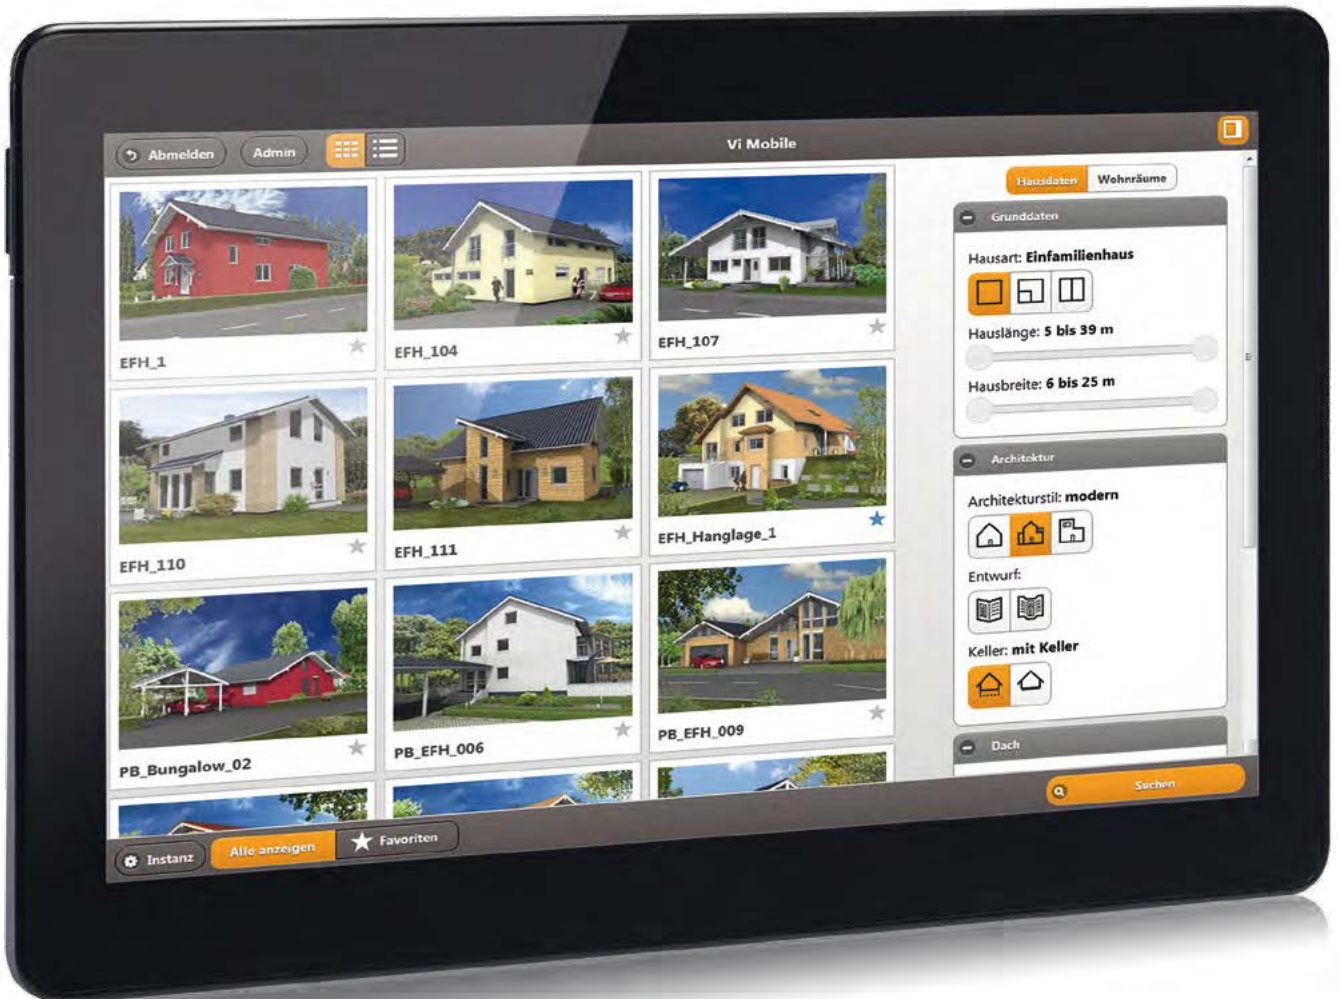 Abmelden
Admin
Vi Mobile
EFH_1
EFH_104
EFH_107
EFH_110
EFH_111
EFH_Hanglage_1
PB_Bungalow_02
PB_EFH_006
PB_EFH_009
Hausdaten
Wohnräume
Grunddaten
Hausart: Einfamilienhaus
Hauslänge: 5 bis 39 m
Hausbreite: 6 bis 25 m
Architektur
Architekturstil: modern
Entwurf:
Keller: mit Keller
Dach
Suchen
Instanz
Alle anzeigen
Favoriten